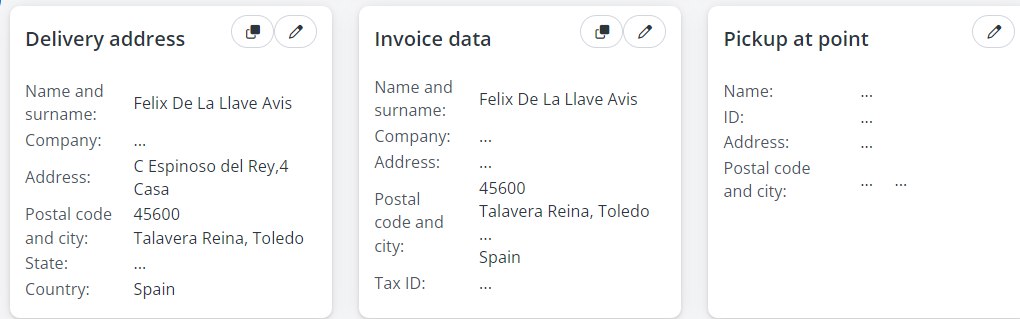 Delivery address
Name and
surname:
Felix De La Llave Avis
Company:
...
Address:
C Espinoso del Rey,4
Casa
Postal code
and city:
45600
Talavera Reina, Toledo
State:
...
Country:
Spain
Invoice data
Name and
surname:
Felix De La Llave Avis
Company:
...
Address:
...
Postal
code and
city:
45600
Talavera Reina, Toledo
...
Spain
Tax ID:
...
Pickup at point
Name:
...
ID:
...
Address:
...
Postal code
and city:
... ...